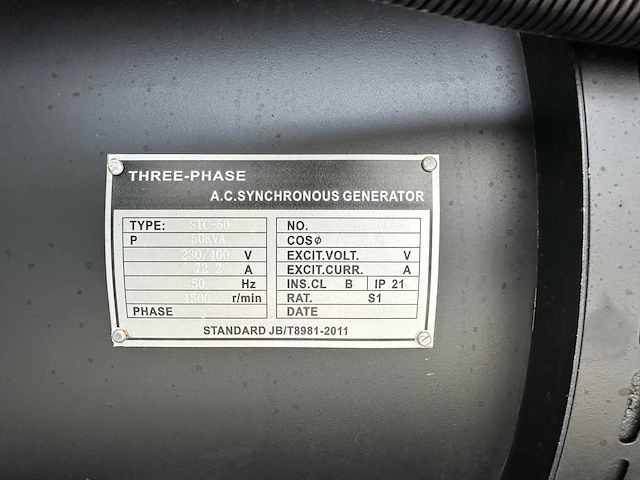 THREE-PHASE
A.C.SYNCHRONOUS GENERATOR
TYPE: STC-50
P 50KVA
230/400 V
72.2 A
50 Hz
1500 r/min
PHASE 3
NO.
COSφ
EXCIT.VOLT. V
EXCIT.CURR. A
INS.CL B IP 21
RAT. S1
DATE
STANDARD JB/T8981-2011